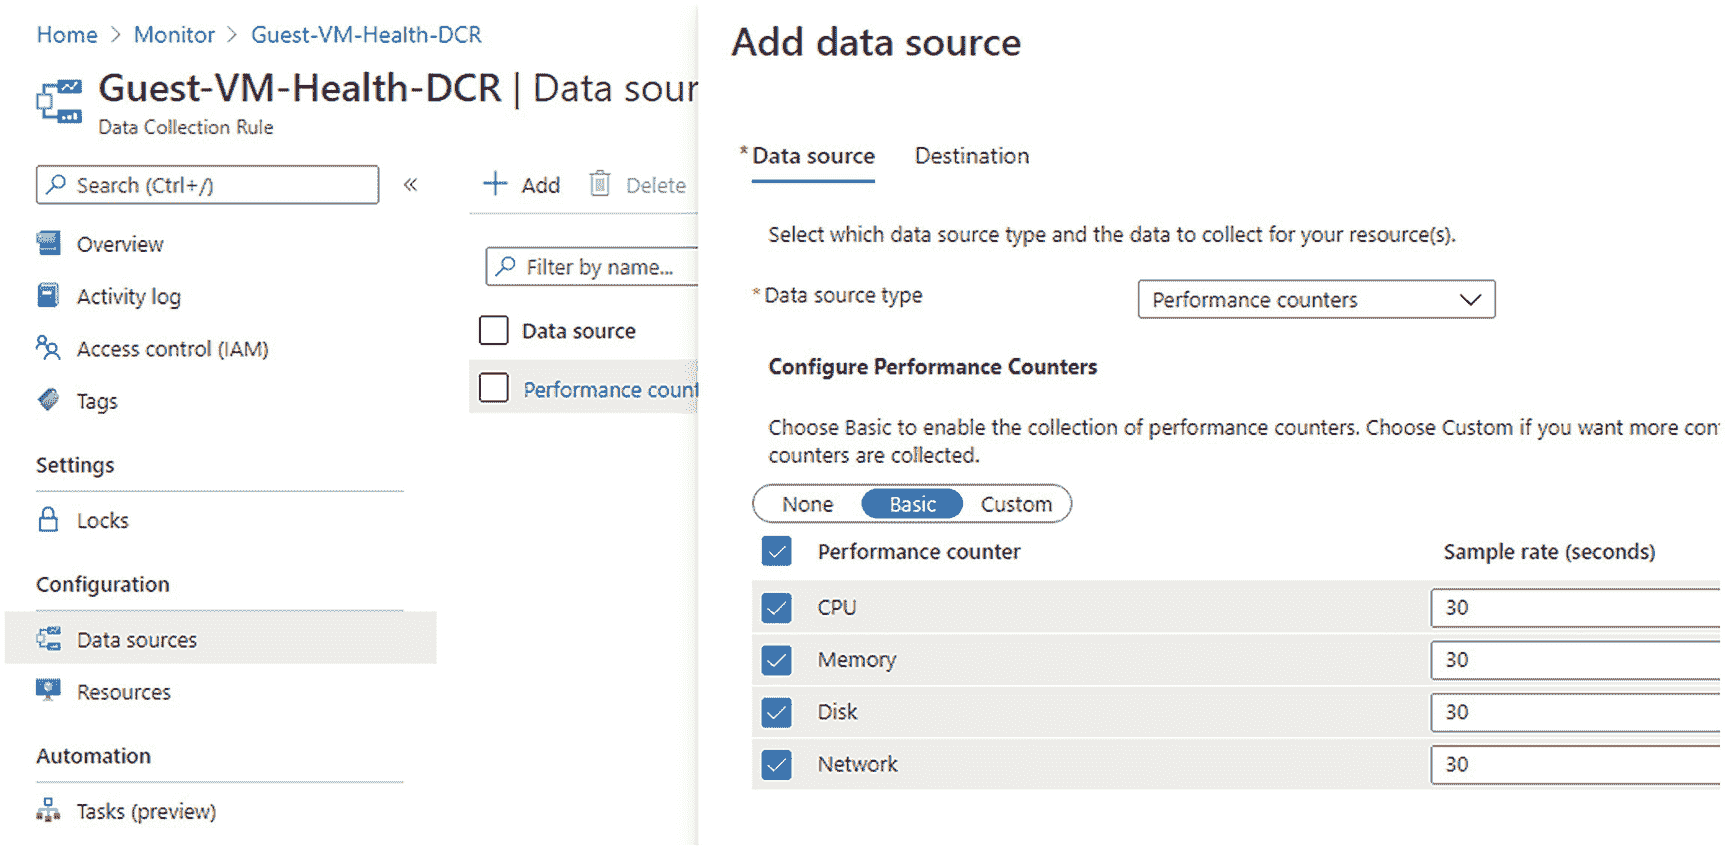 Home > Monitor > Guest-VM-Health-DCR
Guest-VM-Health-DCR | Data sour
Data Collection Rule
Search (Ctrl+/)
«
Overview
Activity log
Access control (IAM)
Tags
Settings
Locks
Configuration
Data sources
Resources
Automation
Tasks (preview)
+ Add Delete
Filter by name...
Data source
Performance count
Add data source
* Data source Destination
Select which data source type and the data to collect for your resource(s).
* Data source type Performance counters
Configure Performance Counters
Choose Basic to enable the collection of performance counters. Choose Custom if you want more con
counters are collected.
None Basic Custom
Performance counter Sample rate (seconds)
CPU 30
Memory 30
Disk 30
Network 30